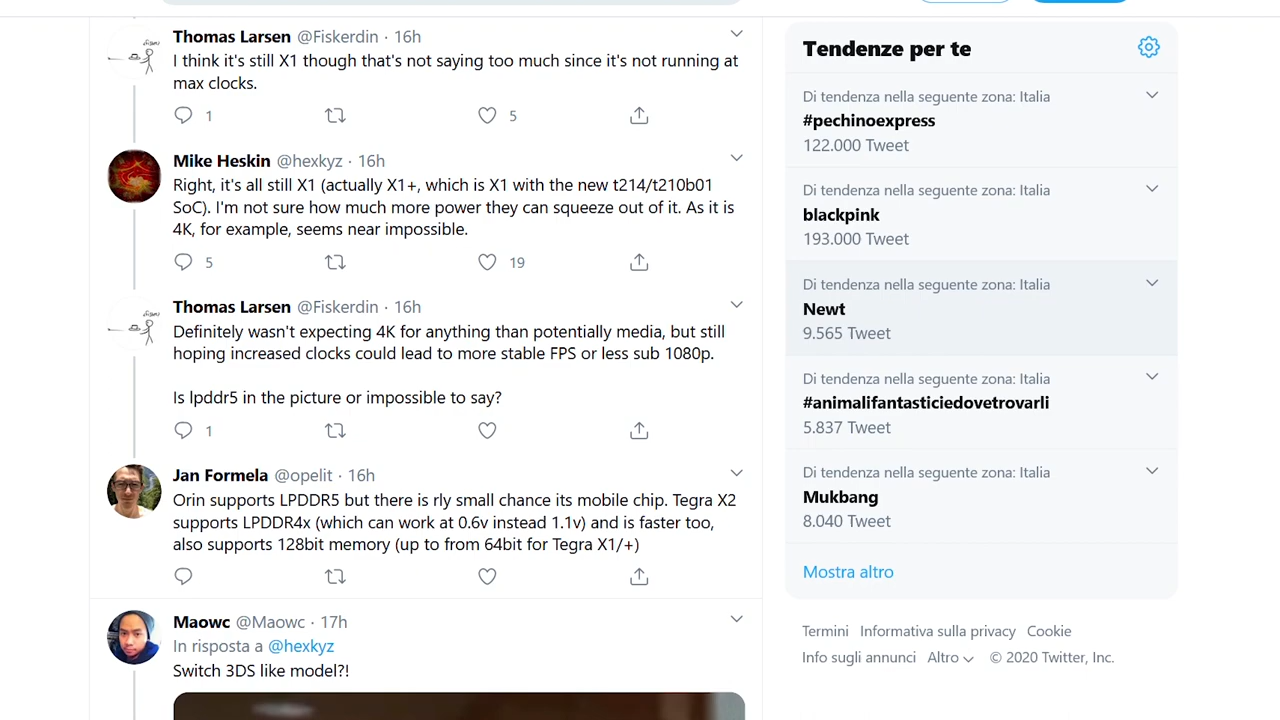 Thomas Larsen @Fiskerdin · 16h
I think it's still X1 though that's not saying too much since it's not running at
max clocks.
1 5
Mike Heskin @hexkyz · 16h
Right, it's all still X1 (actually X1+, which is X1 with the new t214/t210b01
SoC). I'm not sure how much more power they can squeeze out of it. As it is
4K, for example, seems near impossible.
5 19
Thomas Larsen @Fiskerdin · 16h
Definitely wasn't expecting 4K for anything than potentially media, but still
hoping increased clocks could lead to more stable FPS or less sub 1080p.
Is lpddr5 in the picture or impossible to say?
1
Jan Formela @opelit · 16h
Orin supports LPDDR5 but there is rly small chance its mobile chip. Tegra X2
supports LPDDR4x (which can work at 0.6v instead 1.1v) and is faster too,
also supports 128bit memory (up to from 64bit for Tegra X1/+)
Maowc @Maowc · 17h
In risposta a @hexkyz
Switch 3DS like model?!
Tendenze per te
Di tendenza nella seguente zona: Italia
#pechinoexpress
122.000 Tweet
Di tendenza nella seguente zona: Italia
blackpink
193.000 Tweet
Di tendenza nella seguente zona: Italia
Newt
9.565 Tweet
Di tendenza nella seguente zona: Italia
#animalifantasticiedovetrovarli
5.837 Tweet
Di tendenza nella seguente zona: Italia
Mukbang
8.040 Tweet
Mostra altro
Termini Informativa sulla privacy Cookie
Info sugli annunci Altro © 2020 Twitter, Inc.